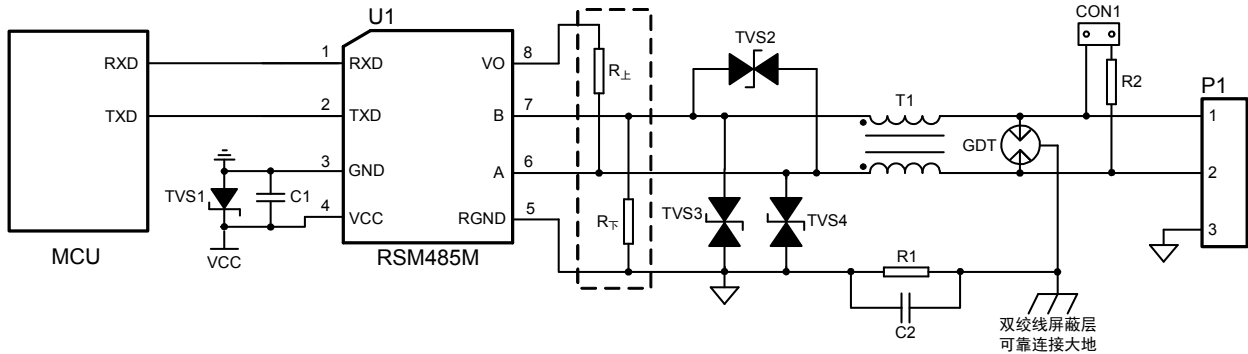 U1
CON1
TVS2
RXD
1
RXD
VO
8
R上
R2
T1
P1
TXD
2
TXD
B
7
1
GDT
3
GND
A
6
2
TVS1
C1
4
VCC
RGND
5
R下
TVS3
TVS4
3
MCU
VCC
RSM485M
R1
C2
双绞线屏蔽层
可靠连接大地